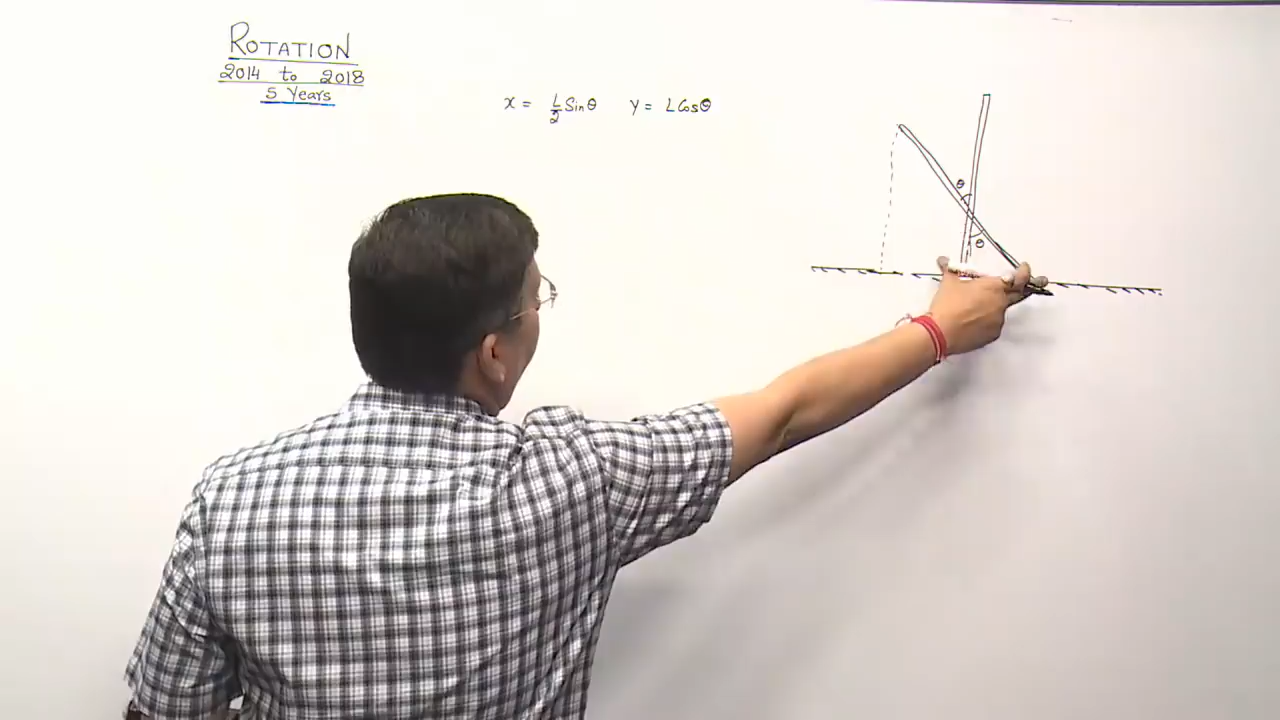 ROTATION
2014 to 2018
5 Years
x = L/2 Sinθ y = L Cosθ
θ
θ